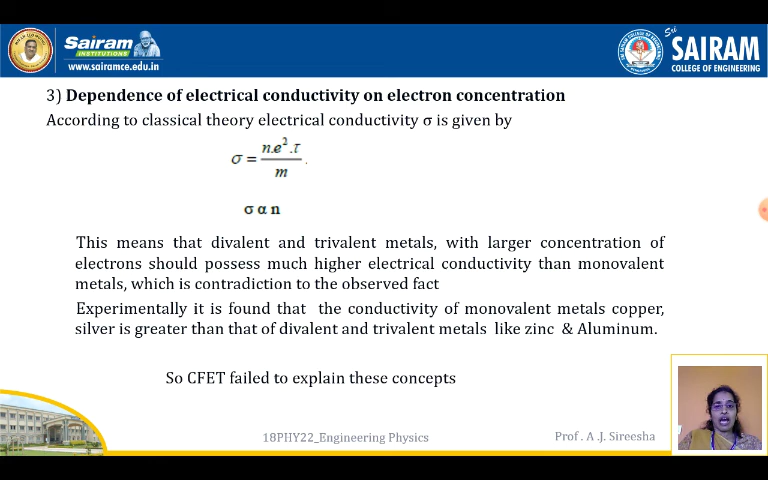 Sairam
INSTITUTIONS
www.sairamce.edu.in
Sri
SAIRAM
COLLEGE OF ENGINEERING
3) Dependence of electrical conductivity on electron concentration
According to classical theory electrical conductivity σ is given by
σ = n.e².τ / m .
σ α n
This means that divalent and trivalent metals, with larger concentration of
electrons should possess much higher electrical conductivity than monovalent
metals, which is contradiction to the observed fact
Experimentally it is found that the conductivity of monovalent metals copper,
silver is greater than that of divalent and trivalent metals like zinc & Aluminum.
So CFET failed to explain these concepts
18PHY22_Engineering Physics
Prof. A .J. Sireesha